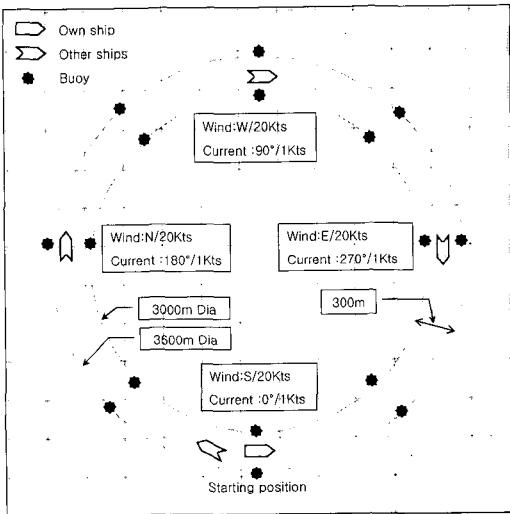 Own ship
Other ships
Buoy
Wind:W/20Kts
Current :90°/1Kts
Wind:N/20Kts
Current :180°/1Kts
Wind:E/20Kts
Current :270°/1Kts
3000m Dia
300m
3600m Dia
Wind:S/20Kts
Current :0°/1Kts
Starting position